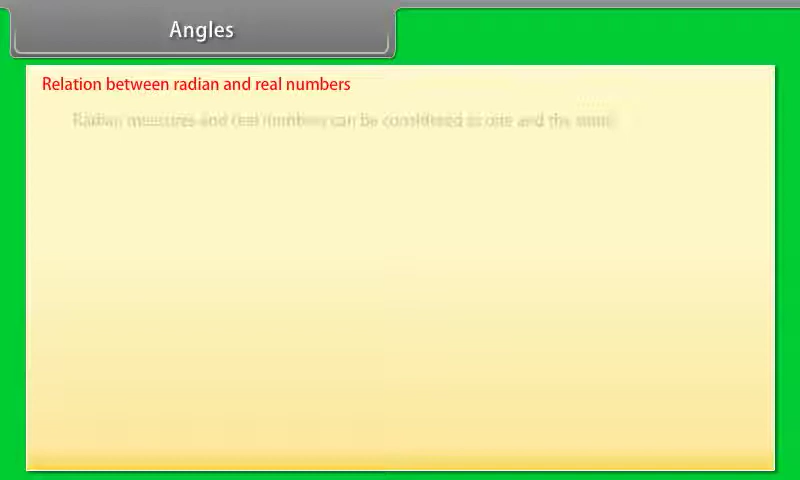 Angles
Relation between radian and real numbers
Radian measures and real numbers can be considered as one and the same.